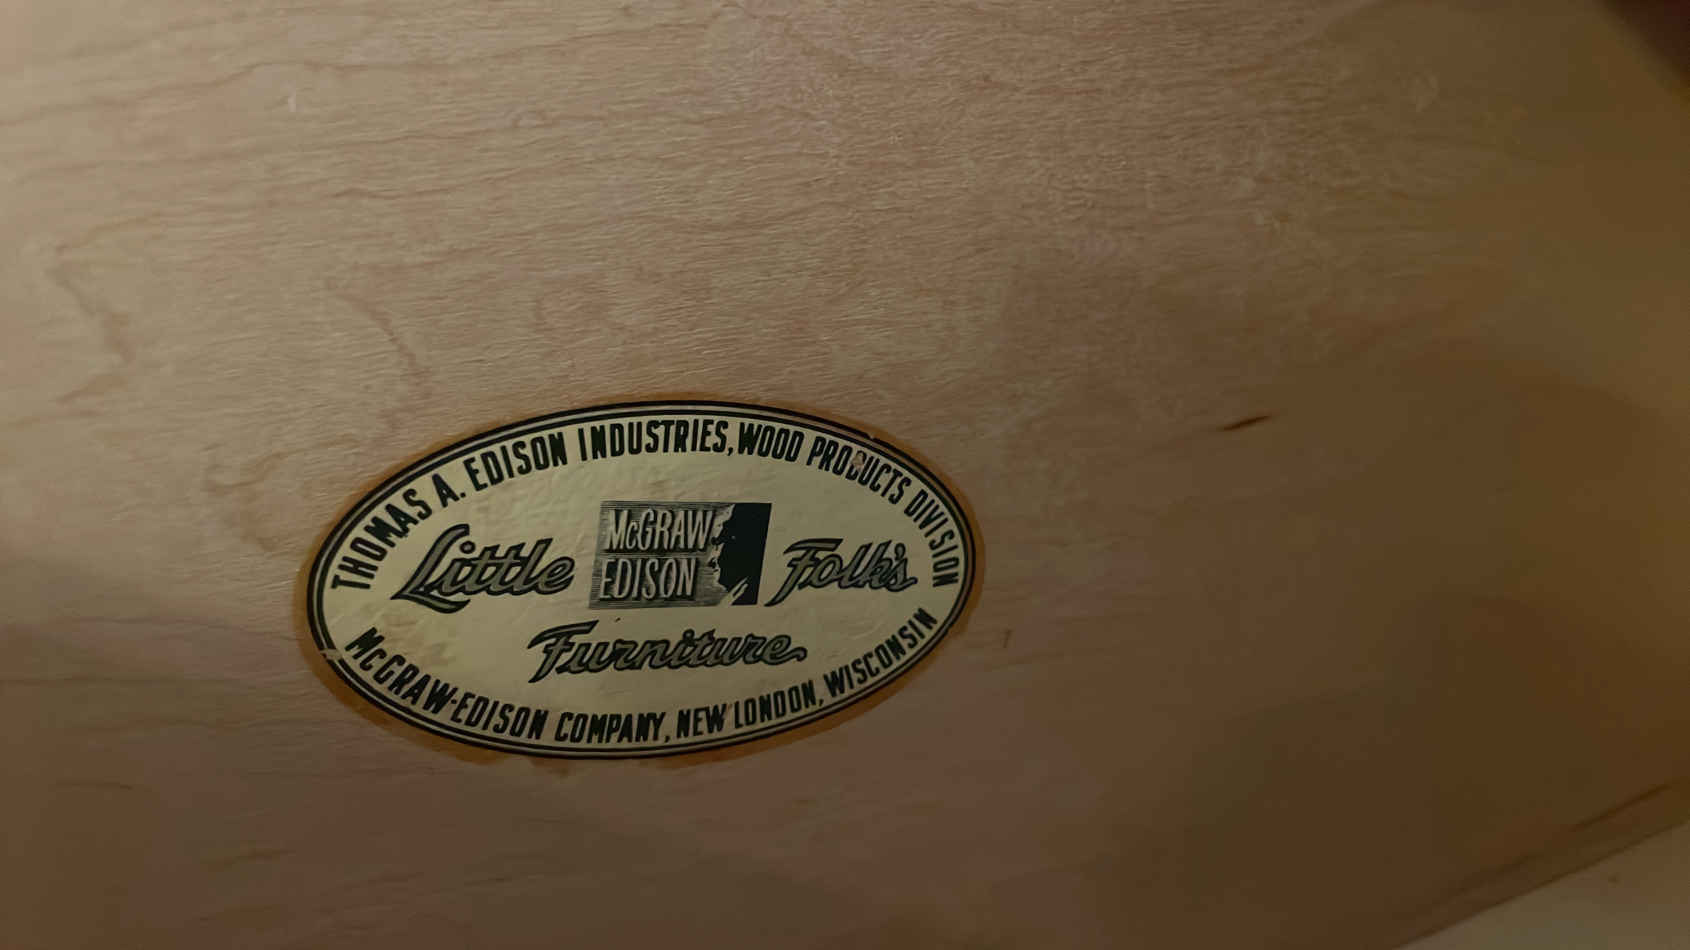 THOMAS A. EDISON INDUSTRIES, WOOD PRODUCTS DIVISION
Little
McGRAW
EDISON
Folk's
Furniture
McGRAW-EDISON COMPANY, NEW LONDON, WISCONSIN